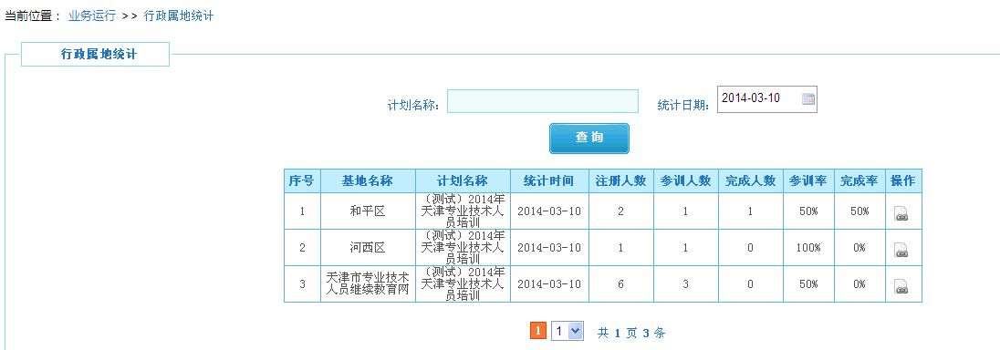 当前位置： 业务运行 >> 行政属地统计
行政属地统计
计划名称： 统计日期： 2014-03-10
查 询
序号 基地名称 计划名称 统计时间 注册人数 参训人数 完成人数 参训率 完成率 操作
1 和平区 （测试）2014年 2014-03-10 2 1 1 50% 50%
天津专业技术人
员培训
2 河西区 （测试）2014年 2014-03-10 1 1 0 100% 0%
天津专业技术人
员培训
3 天津市专业技术 （测试）2014年 2014-03-10 6 3 0 50% 0%
人员继续教育网 天津专业技术人
员培训
1 1 共 1 页 3 条